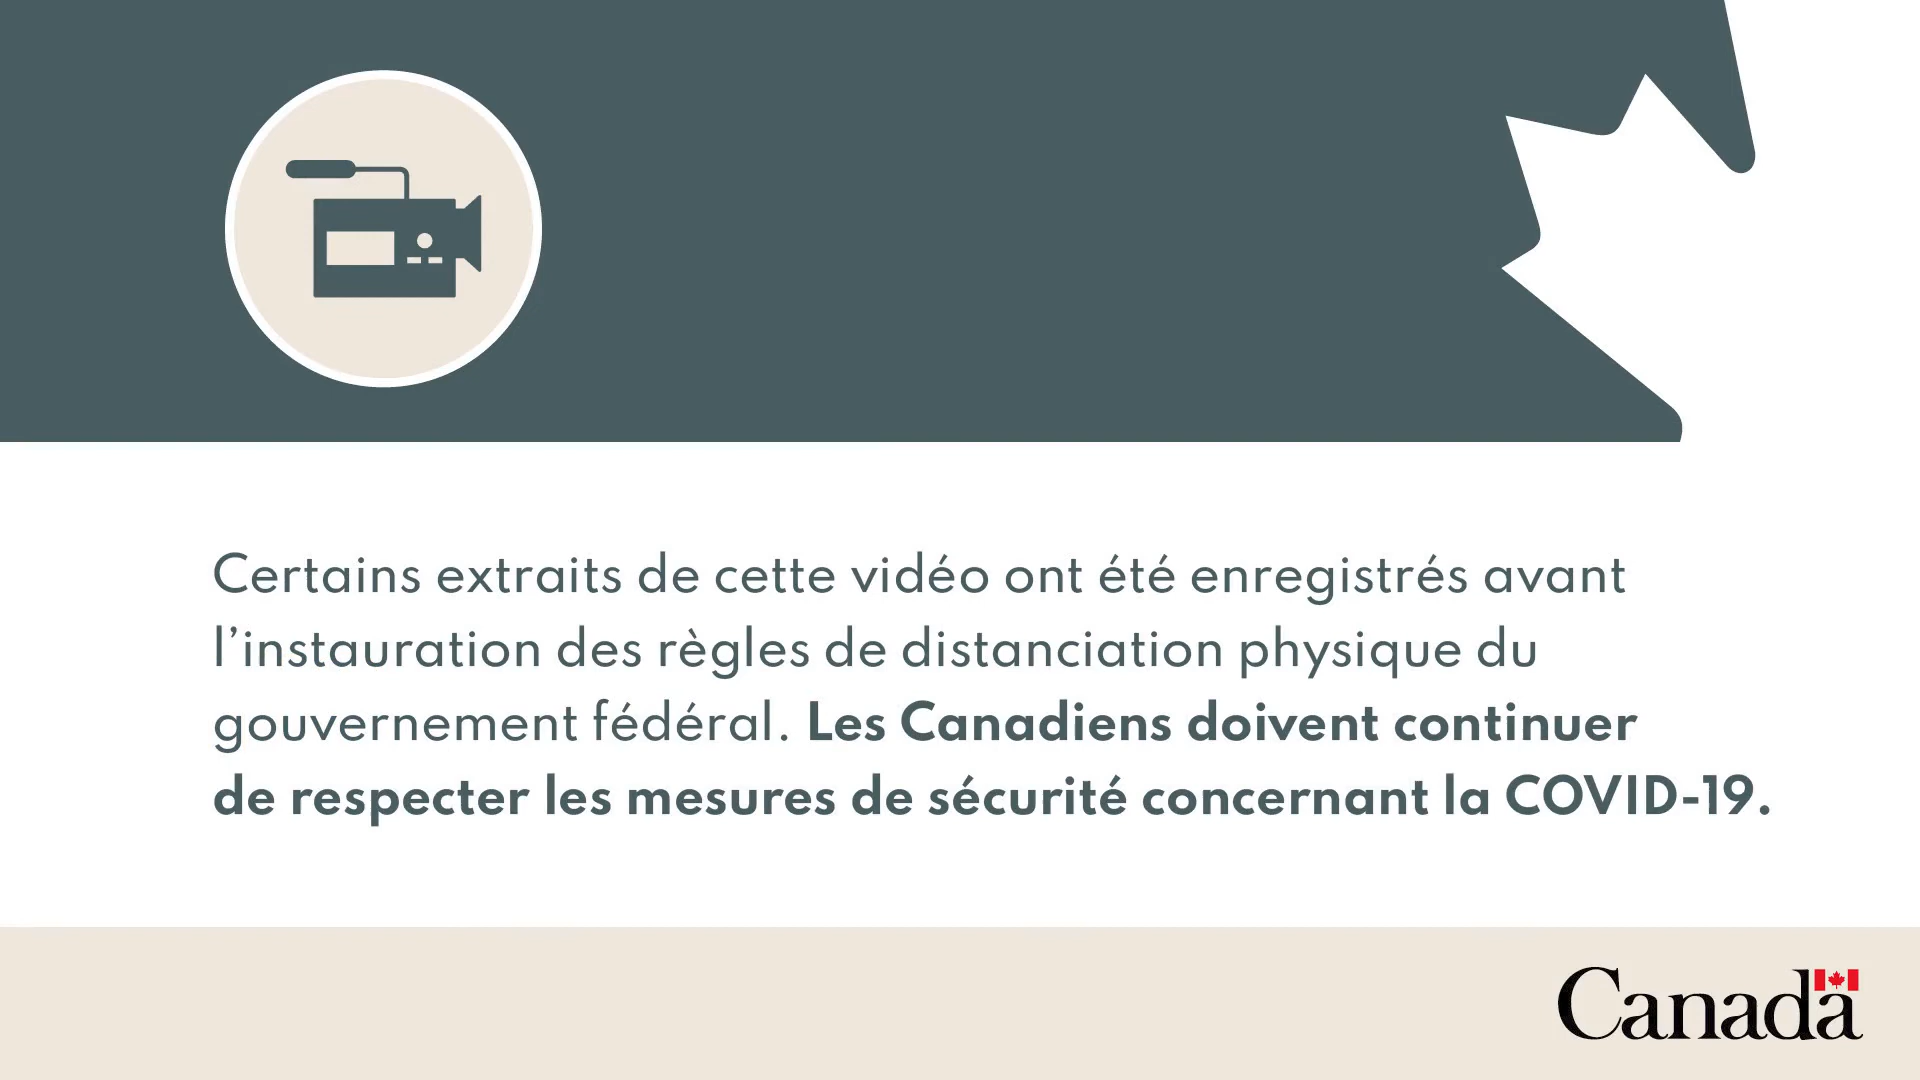 Certains extraits de cette vidéo ont été enregistrés avant
l’instauration des règles de distanciation physique du
gouvernement fédéral. Les Canadiens doivent continuer
de respecter les mesures de sécurité concernant la COVID-19.
Canada